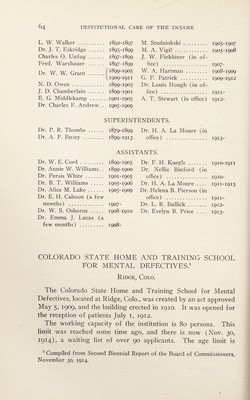 64 INSTITUTIONAL CARE OF THE INSANE
L. W. Walker .......... 1892-1897
Dr. J. T. Eskridge ..... 1895-1899
Charles O. Unfug ...... 1897-1899
Fred. Warshauer ...... 1897-1899
Dr. W. W. Grant { 1899-1905
1909-1911
N. D. Owen .......... 1899-1909
J. D. Chamberlain ..... 1899-1901
E. G. Middlekamp ..... 1901-1905
Dr. Charles F. Andrew.. 1905-1909
M. Studzinkski ........ 1905-1907
M. A. Vigil ............ 1905-1908
J. W. Finkbiner (in of-
fice) ............... 1907-
W. A. Hartman ........ 1908-1909
G. F. Patrick .......... 1909-1912
Dr. Louis Hough (in of-
fice) ............... 1911-
A. T. Stewart (in office) 1912-
SUPERINTENDENTS.
Dr. P. R. Thombs ..... 1879-1899
Dr. A. P. Busey ....... 1899-1913
Dr. H. A. La Moure (in
office) ............. 1913-
ASSISTANTS.
Dr. W. E. Cord ........ 1895-1905
Dr. Annie W. Williams.. 1899-1900
Dr. Persis White ....... 1901-1905
Dr. B. T. Williams ..... 1905-1906
Dr. Alice M. Lake ...... 1905-1909
Dr. E. H. Cahoon (a few
months) ............ 1907-
Dr. W. S. Osborne ..... 1908-1910
Dr. Emma J. Lucas (a
few months) ......... 1908-
Dr. F. H. Kuegle ....... 1910-1911
Dr. Nellie Binford (in
office) ............. 1910-
Dr. H. A. La Moure .... 1911-1913
Dr. Helena B. Pierson (in
office) ............. 1911-
Dr. L. R. Bullick ....... 1912-
Dr. Evelyn B. Price .... 1913-
COLORADO STATE HOME AND TRAINING SCHOOL
FOR MENTAL DEFECTIVES.¹
Ridge, Colo.
The Colorado State Home and Training School for Mental
Defectives, located at Ridge, Colo., was created by an act approved
May 5, 1909, and the building erected in 1910. It was opened for
the reception of patients July 1, 1912.
The working capacity of the institution is 80 persons. This
limit was reached some time ago, and there is now (Nov. 30,
1914), a waiting list of over 90 applicants. The age limit is
¹ Compiled from Second Biennial Report of the Board of Commissioners,
November 30, 1914.